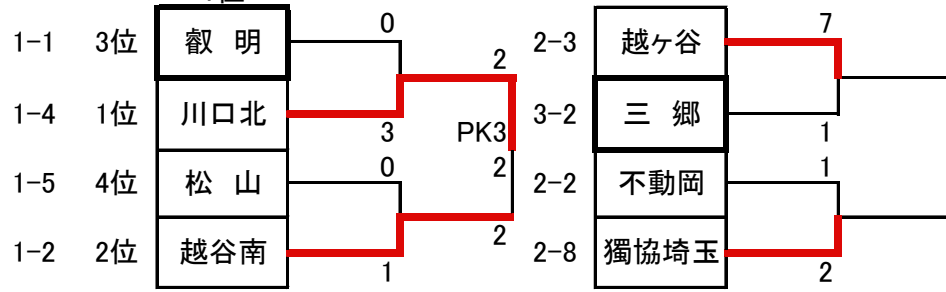 0
7
1-1 3位 叡 明
2
2-3 越ヶ谷
1-4 1位 川口北
3
PK3
3-2 三 郷
1
0
2
1
1-5 4位 松 山
2-2 不動岡
2
1-2 2位 越谷南
1
2-8 獨協埼玉
2